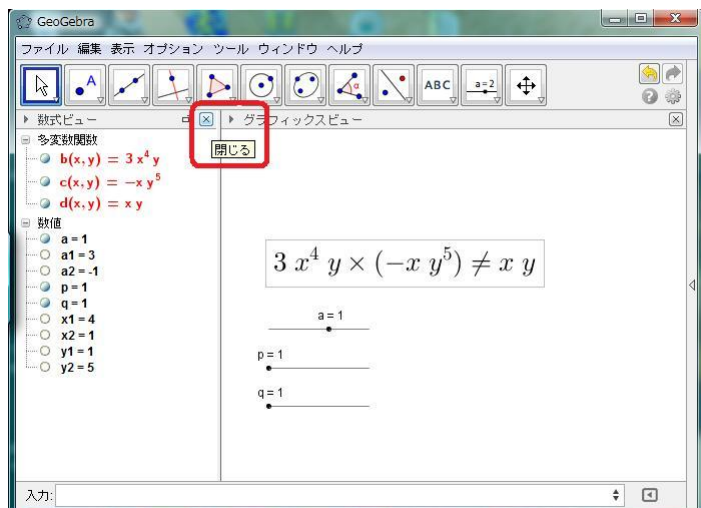 GeoGebra
ファイル 編集 表示 オプション ツール ウィンドウ ヘルプ
A α ABC a=2
数式ビュー
グラフィックスビュー
閉じる
多変数関数
b(x,y) = 3 x⁴ y
c(x,y) = −x y⁵
d(x,y) = x y
数値
a = 1
a1 = 3
a2 = -1
p = 1
q = 1
x1 = 4
x2 = 1
y1 = 1
y2 = 5
3 x⁴ y × (−x y⁵) ≠ x y
a = 1
p = 1
q = 1
入力: